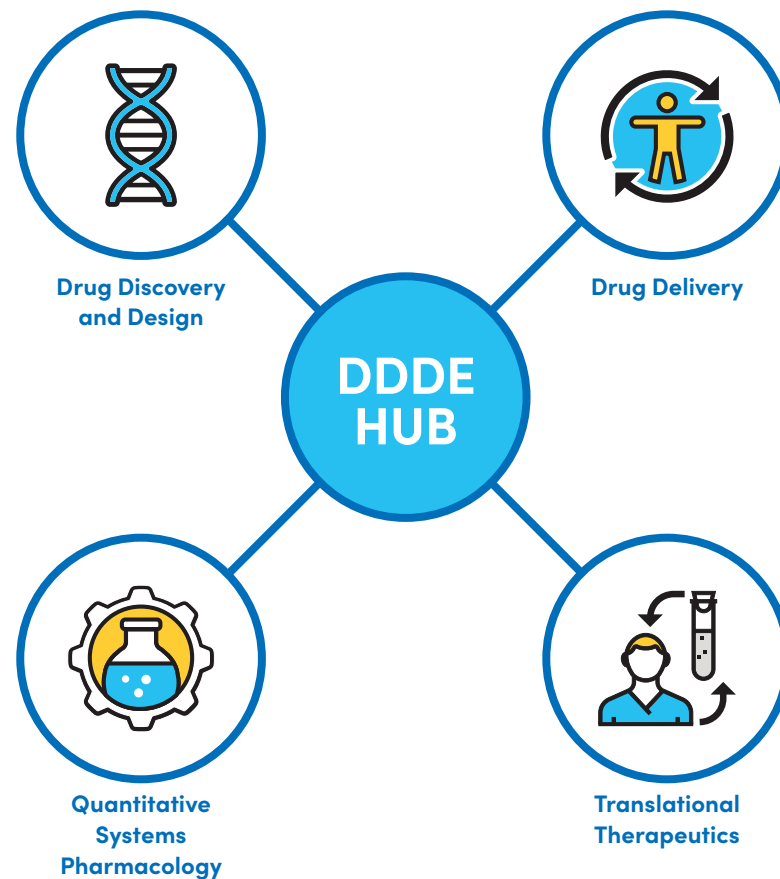 Drug Discovery
and Design
Drug Delivery
DDDE
HUB
Quantitative
Systems
Pharmacology
Translational
Therapeutics